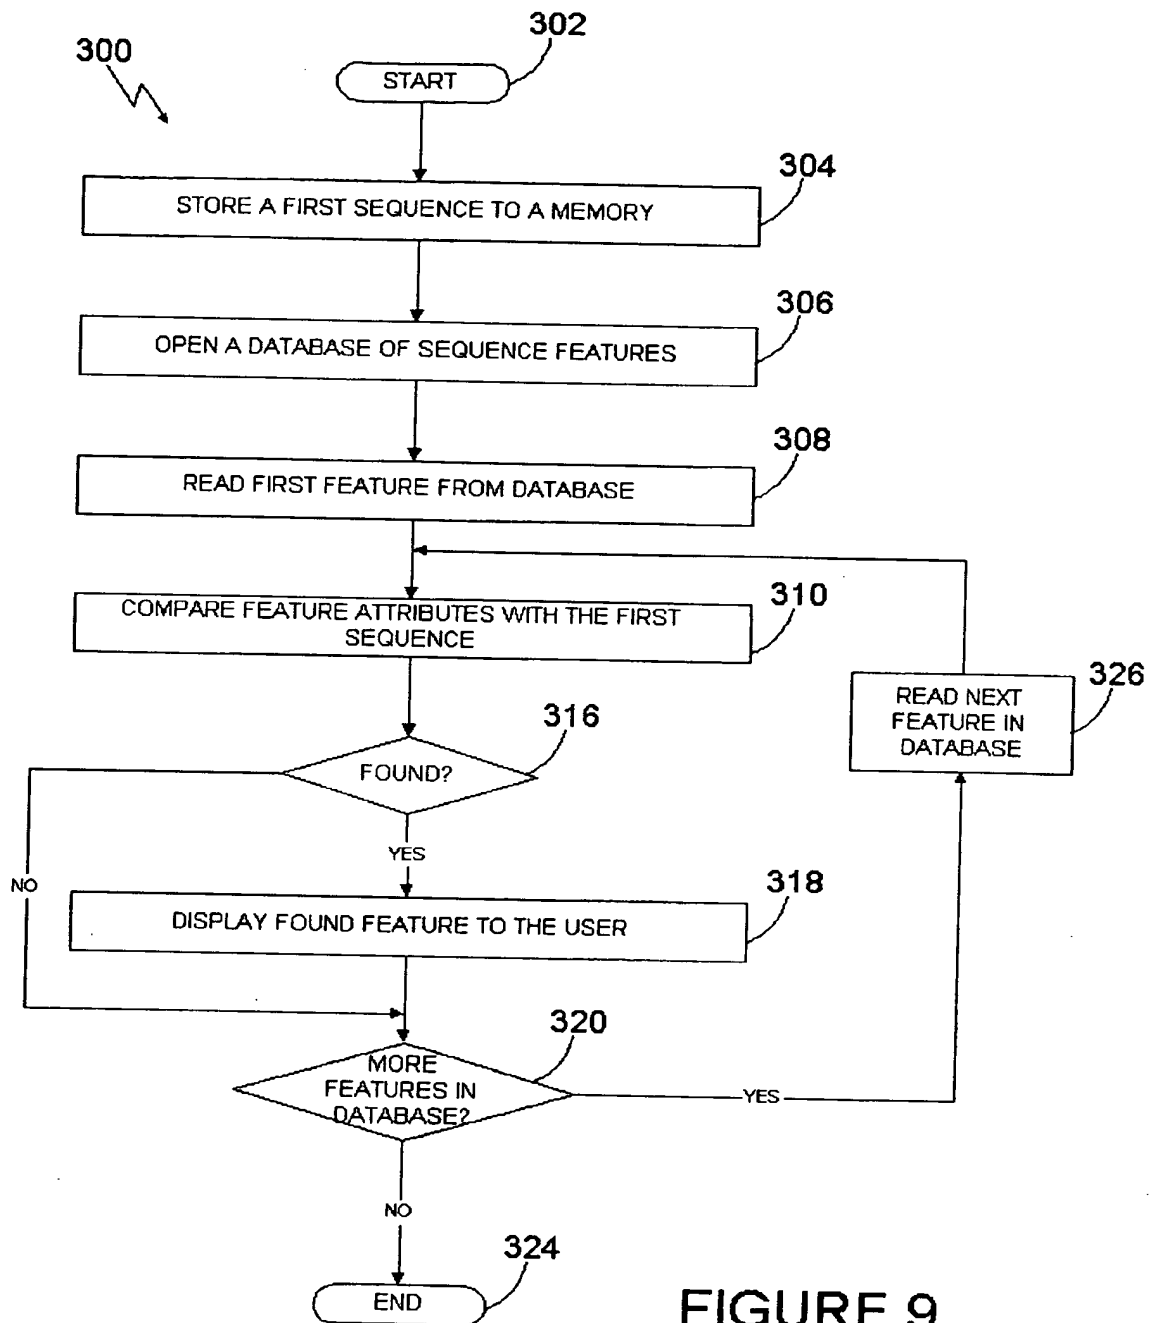 302
300
START
304
STORE A FIRST SEQUENCE TO A MEMORY
306
OPEN A DATABASE OF SEQUENCE FEATURES
308
READ FIRST FEATURE FROM DATABASE
310
COMPARE FEATURE ATTRIBUTES WITH THE FIRST
SEQUENCE
326
READ NEXT
FEATURE IN
DATABASE
316
FOUND?
YES
NO
318
DISPLAY FOUND FEATURE TO THE USER
320
MORE
FEATURES IN
DATABASE?
YES
NO
324
END
FIGURE 9